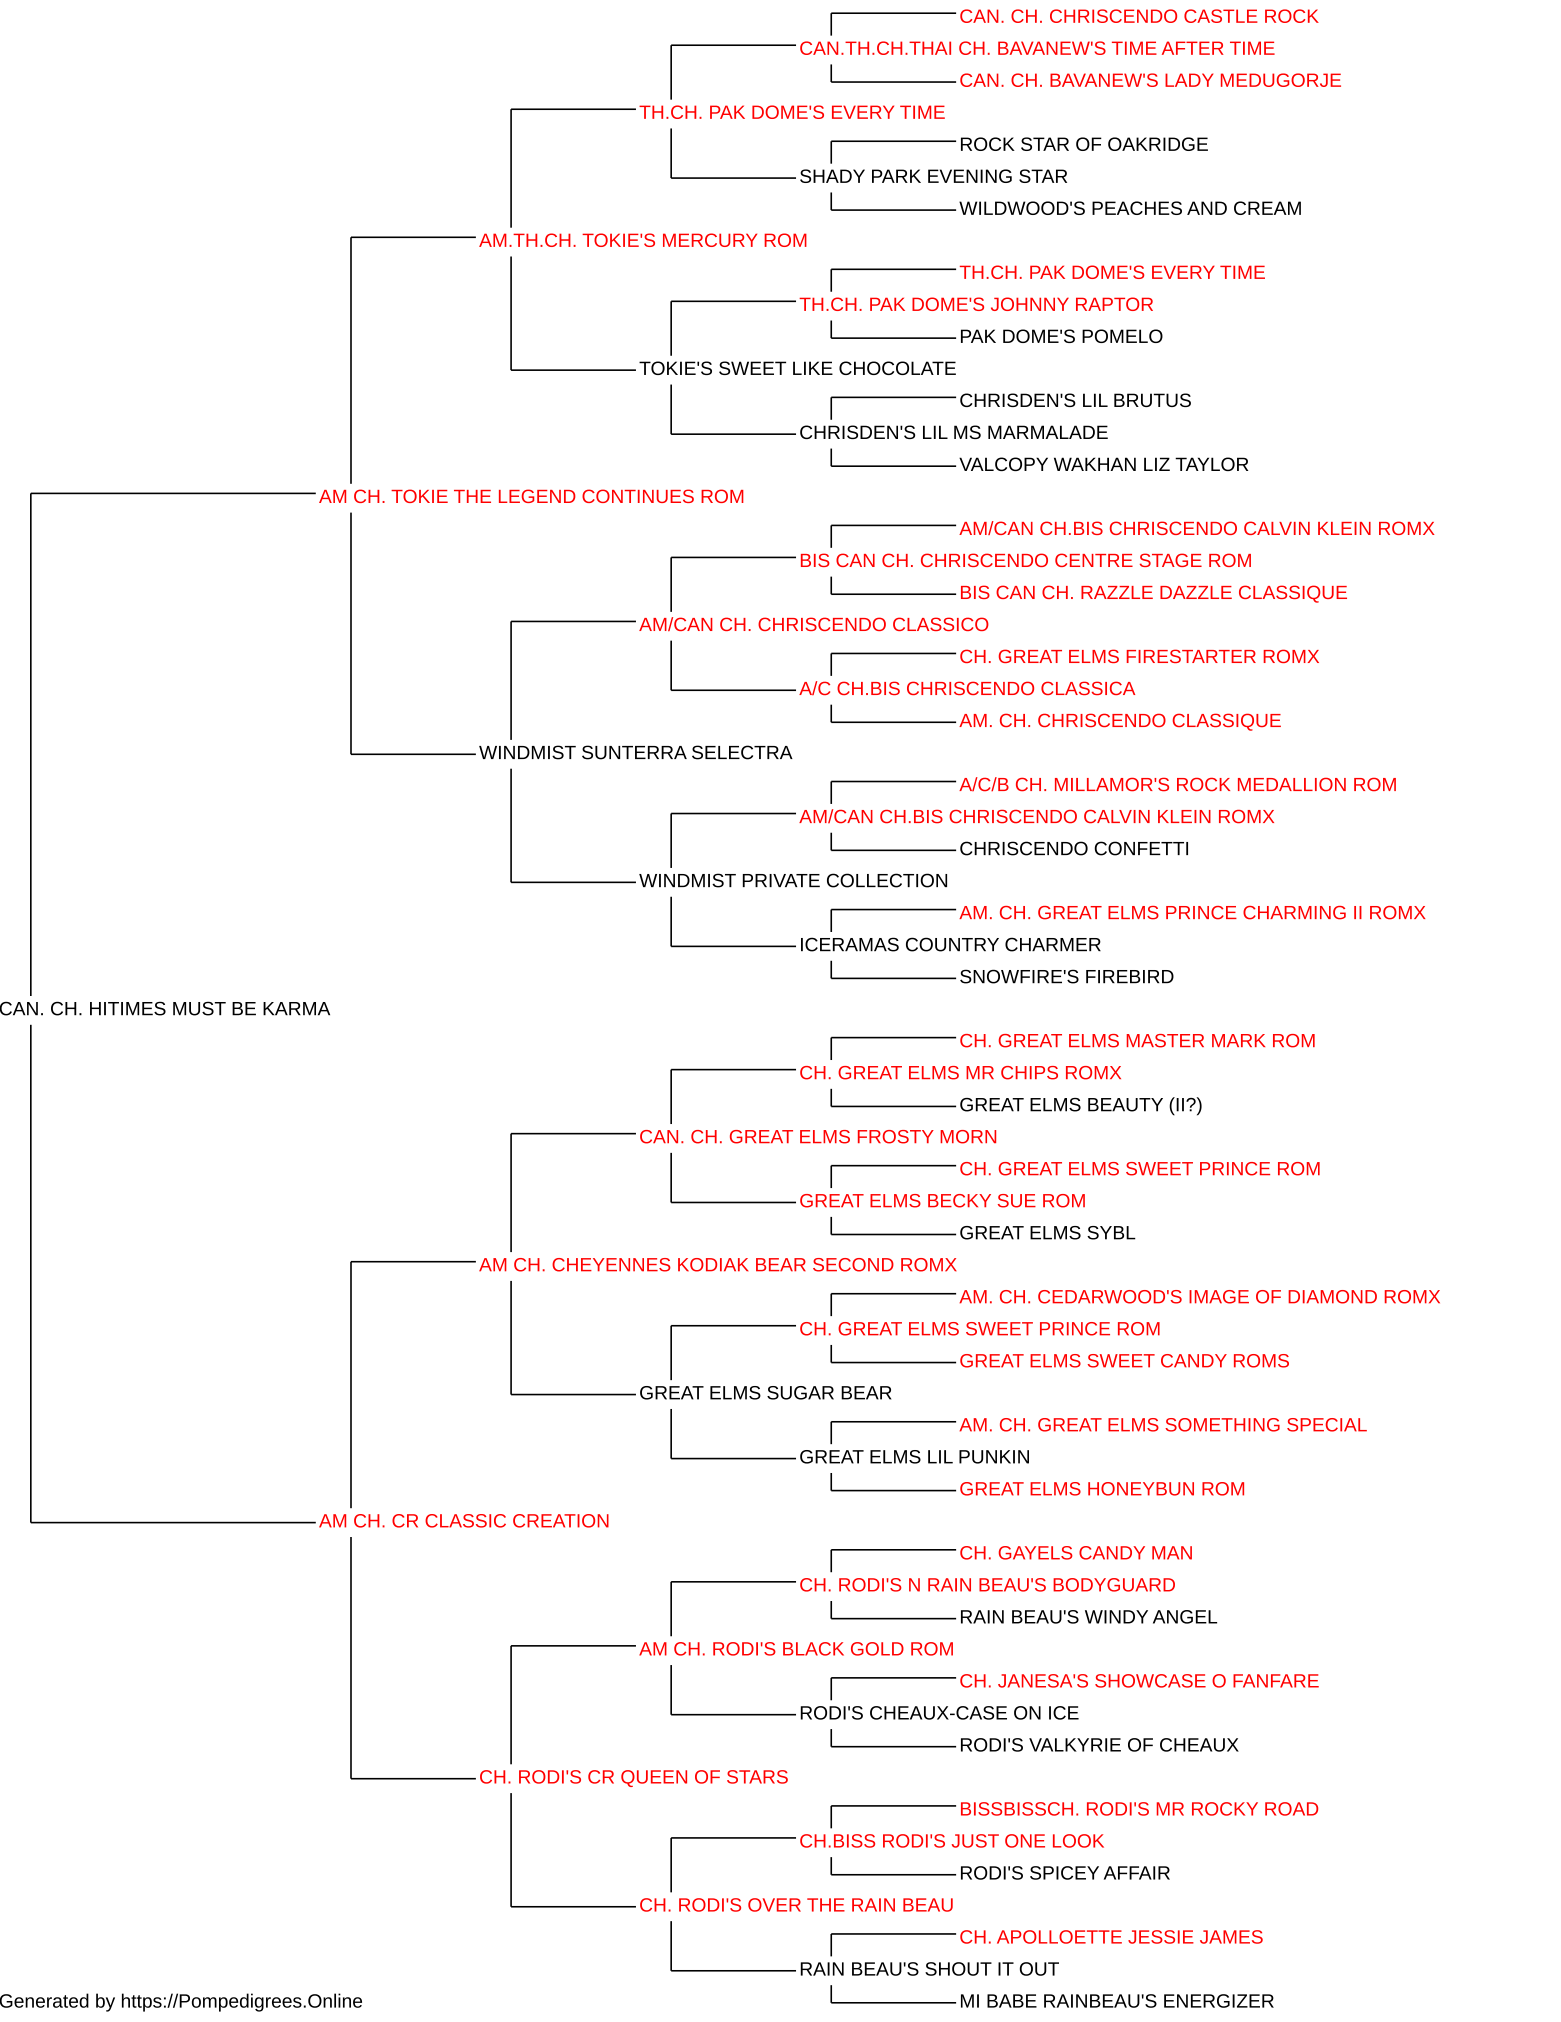 CAN. CH. CHRISCENDO CASTLE ROCK
CAN.TH.CH.THAI CH. BAVANEW'S TIME AFTER TIME
CAN. CH. BAVANEW'S LADY MEDUGORJE
TH.CH. PAK DOME'S EVERY TIME
ROCK STAR OF OAKRIDGE
SHADY PARK EVENING STAR
WILDWOOD'S PEACHES AND CREAM
AM.TH.CH. TOKIE'S MERCURY ROM
TH.CH. PAK DOME'S EVERY TIME
TH.CH. PAK DOME'S JOHNNY RAPTOR
PAK DOME'S POMELO
TOKIE'S SWEET LIKE CHOCOLATE
CHRISDEN'S LIL BRUTUS
CHRISDEN'S LIL MS MARMALADE
VALCOPY WAKHAN LIZ TAYLOR
AM CH. TOKIE THE LEGEND CONTINUES ROM
AM/CAN CH.BIS CHRISCENDO CALVIN KLEIN ROMX
BIS CAN CH. CHRISCENDO CENTRE STAGE ROM
BIS CAN CH. RAZZLE DAZZLE CLASSIQUE
AM/CAN CH. CHRISCENDO CLASSICO
CH. GREAT ELMS FIRESTARTER ROMX
A/C CH.BIS CHRISCENDO CLASSICA
AM. CH. CHRISCENDO CLASSIQUE
WINDMIST SUNTERRA SELECTRA
A/C/B CH. MILLAMOR'S ROCK MEDALLION ROM
AM/CAN CH.BIS CHRISCENDO CALVIN KLEIN ROMX
CHRISCENDO CONFETTI
WINDMIST PRIVATE COLLECTION
AM. CH. GREAT ELMS PRINCE CHARMING II ROMX
ICERAMAS COUNTRY CHARMER
SNOWFIRE'S FIREBIRD
CAN. CH. HITIMES MUST BE KARMA
CH. GREAT ELMS MASTER MARK ROM
CH. GREAT ELMS MR CHIPS ROMX
GREAT ELMS BEAUTY (II?)
CAN. CH. GREAT ELMS FROSTY MORN
CH. GREAT ELMS SWEET PRINCE ROM
GREAT ELMS BECKY SUE ROM
GREAT ELMS SYBL
AM CH. CHEYENNES KODIAK BEAR SECOND ROMX
AM. CH. CEDARWOOD'S IMAGE OF DIAMOND ROMX
CH. GREAT ELMS SWEET PRINCE ROM
GREAT ELMS SWEET CANDY ROMS
GREAT ELMS SUGAR BEAR
AM. CH. GREAT ELMS SOMETHING SPECIAL
GREAT ELMS LIL PUNKIN
GREAT ELMS HONEYBUN ROM
AM CH. CR CLASSIC CREATION
CH. GAYELS CANDY MAN
CH. RODI'S N RAIN BEAU'S BODYGUARD
RAIN BEAU'S WINDY ANGEL
AM CH. RODI'S BLACK GOLD ROM
CH. JANESA'S SHOWCASE O FANFARE
RODI'S CHEAUX-CASE ON ICE
RODI'S VALKYRIE OF CHEAUX
CH. RODI'S CR QUEEN OF STARS
BISSBISSCH. RODI'S MR ROCKY ROAD
CH.BISS RODI'S JUST ONE LOOK
RODI'S SPICEY AFFAIR
CH. RODI'S OVER THE RAIN BEAU
CH. APOLLOETTE JESSIE JAMES
RAIN BEAU'S SHOUT IT OUT
MI BABE RAINBEAU'S ENERGIZER
Generated by https://Pompedigrees.Online